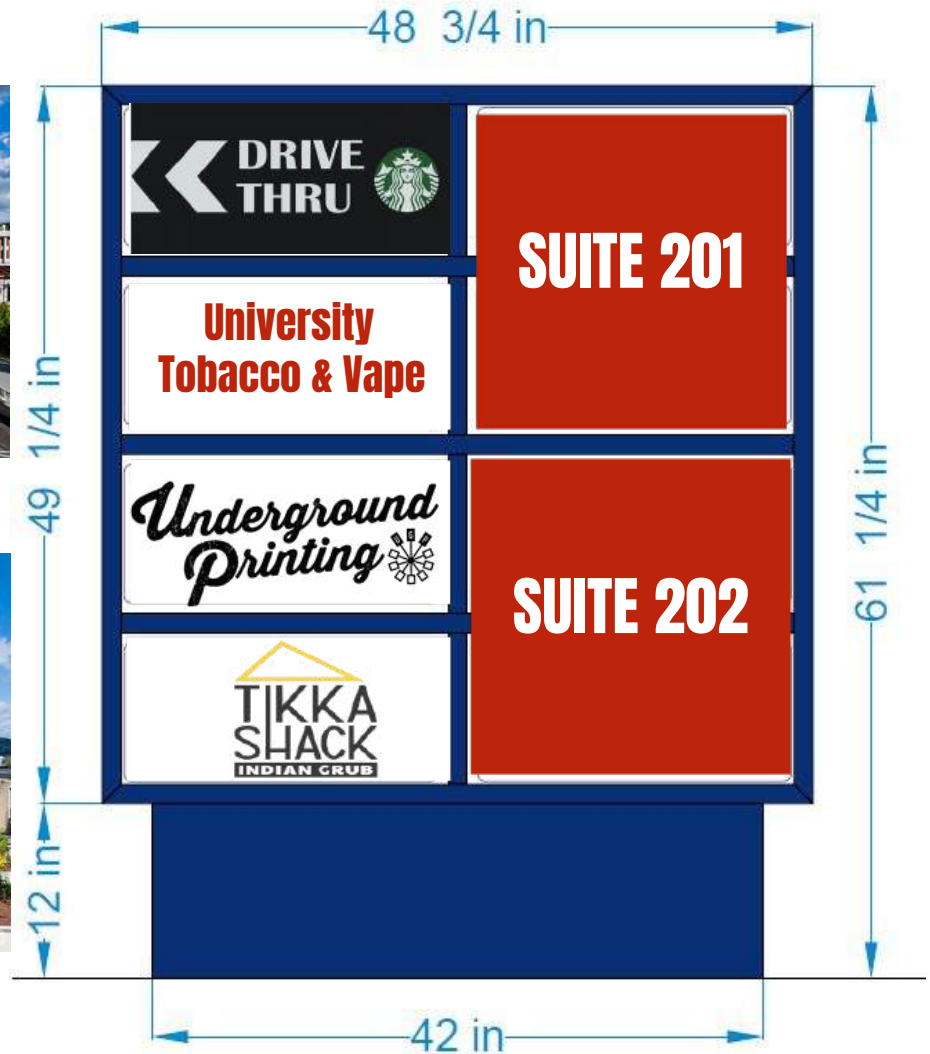 48 3/4 in
DRIVE
THRU
SUITE 201
University
Tobacco & Vape
49 1/4 in
61 1/4 in
Underground
Printing
SUITE 202
TIKKA
SHACK
INDIAN GRUB
12 in
42 in